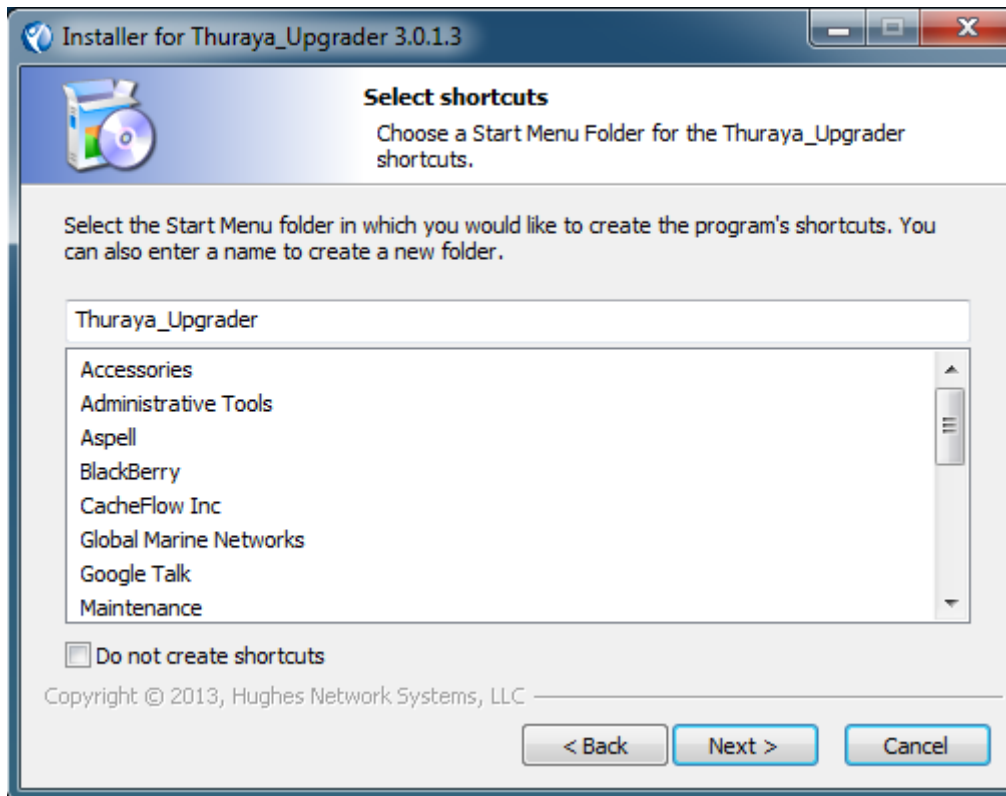 Installer for Thuraya_Upgrader 3.0.1.3
Select shortcuts
Choose a Start Menu Folder for the Thuraya_Upgrader
shortcuts.
Select the Start Menu folder in which you would like to create the program's shortcuts. You
can also enter a name to create a new folder.
Thuraya_Upgrader
Accessories
Administrative Tools
Aspell
BlackBerry
CacheFlow Inc
Global Marine Networks
Google Talk
Maintenance
Do not create shortcuts
Copyright © 2013, Hughes Network Systems, LLC
< Back Next > Cancel